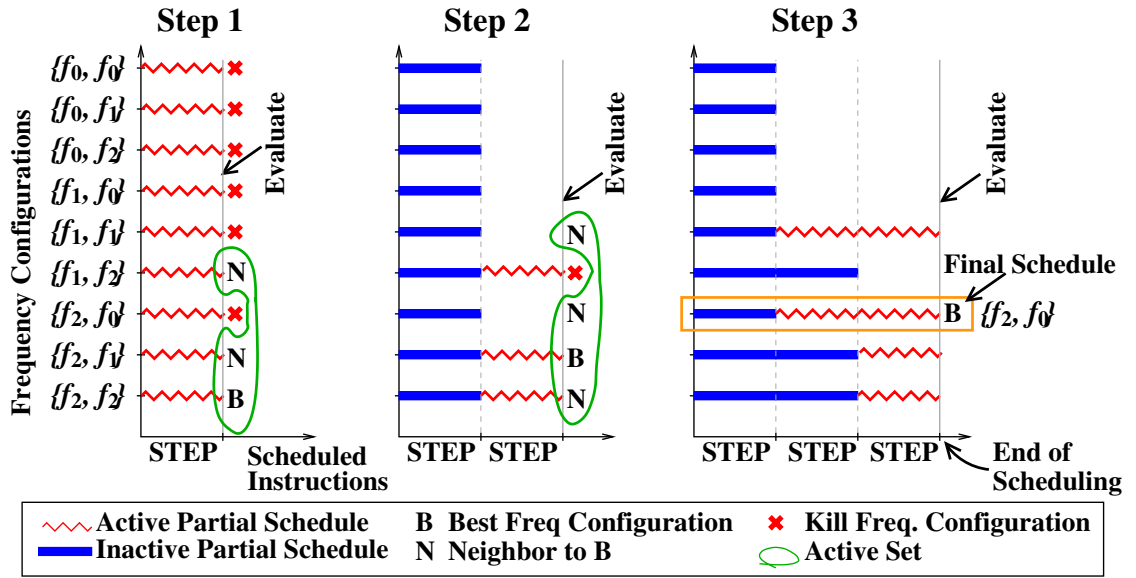 Step 1
Step 2
Step 3
Frequency Configurations
{f₀, f₀}
{f₀, f₁}
{f₀, f₂}
{f₁, f₀}
{f₁, f₁}
{f₁, f₂}
{f₂, f₀}
{f₂, f₁}
{f₂, f₂}
Evaluate
N
N
B
STEP
Scheduled
Instructions
Evaluate
N
N
B
N
STEP STEP
Evaluate
Final Schedule
B {f₂, f₀}
STEP STEP STEP
End of
Scheduling
Active Partial Schedule
B Best Freq Configuration
Kill Freq. Configuration
Inactive Partial Schedule
N Neighbor to B
Active Set